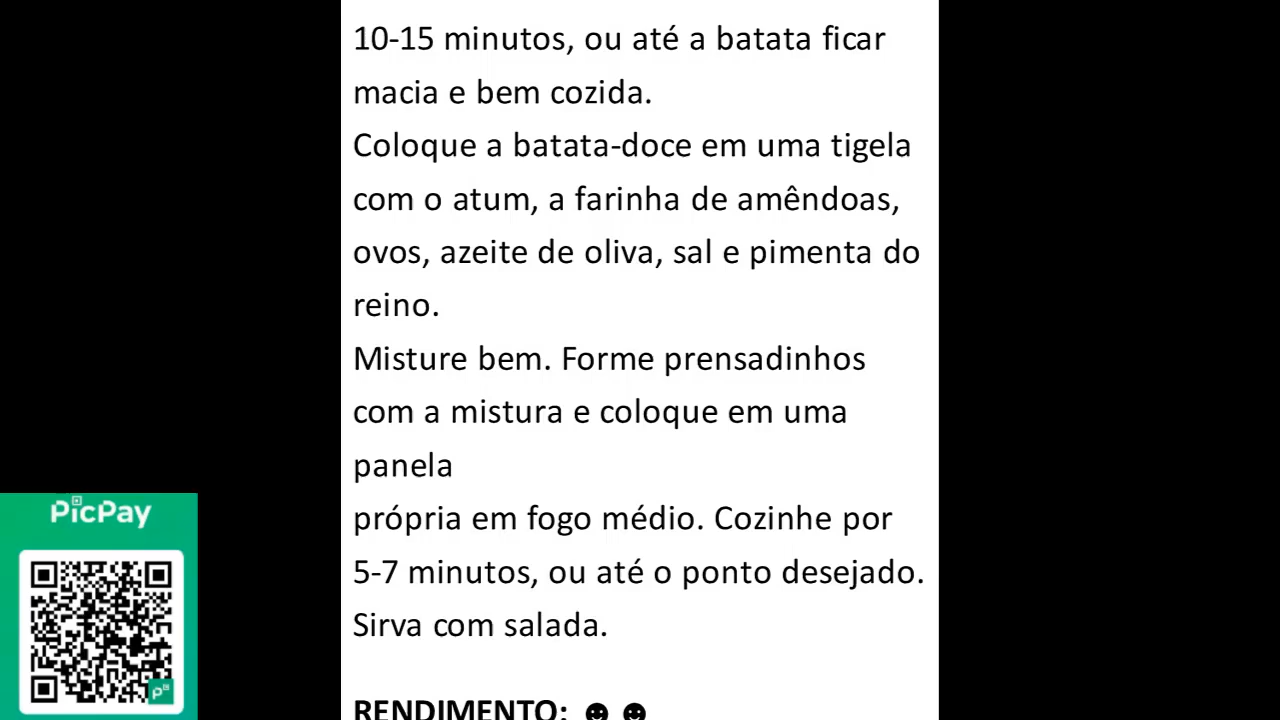 10-15 minutos, ou até a batata ficar
macia e bem cozida.
Coloque a batata-doce em uma tigela
com o atum, a farinha de amêndoas,
ovos, azeite de oliva, sal e pimenta do
reino.
Misture bem. Forme prensadinhos
com a mistura e coloque em uma
panela
própria em fogo médio. Cozinhe por
5-7 minutos, ou até o ponto desejado.
Sirva com salada.
RENDIMENTO: ☻☻
PicPay